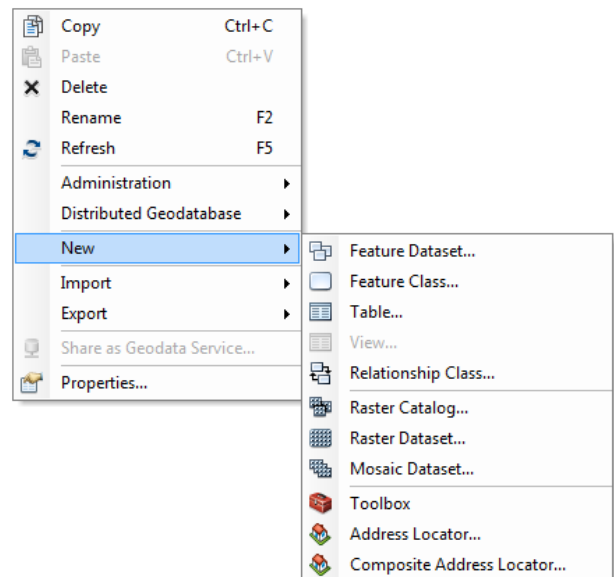 Copy Ctrl+C
Paste Ctrl+V
Delete
Rename F2
Refresh F5
Administration
Distributed Geodatabase
New
Import
Export
Share as Geodata Service...
Properties...
Feature Dataset...
Feature Class...
Table...
View...
Relationship Class...
Raster Catalog...
Raster Dataset...
Mosaic Dataset...
Toolbox
Address Locator...
Composite Address Locator...